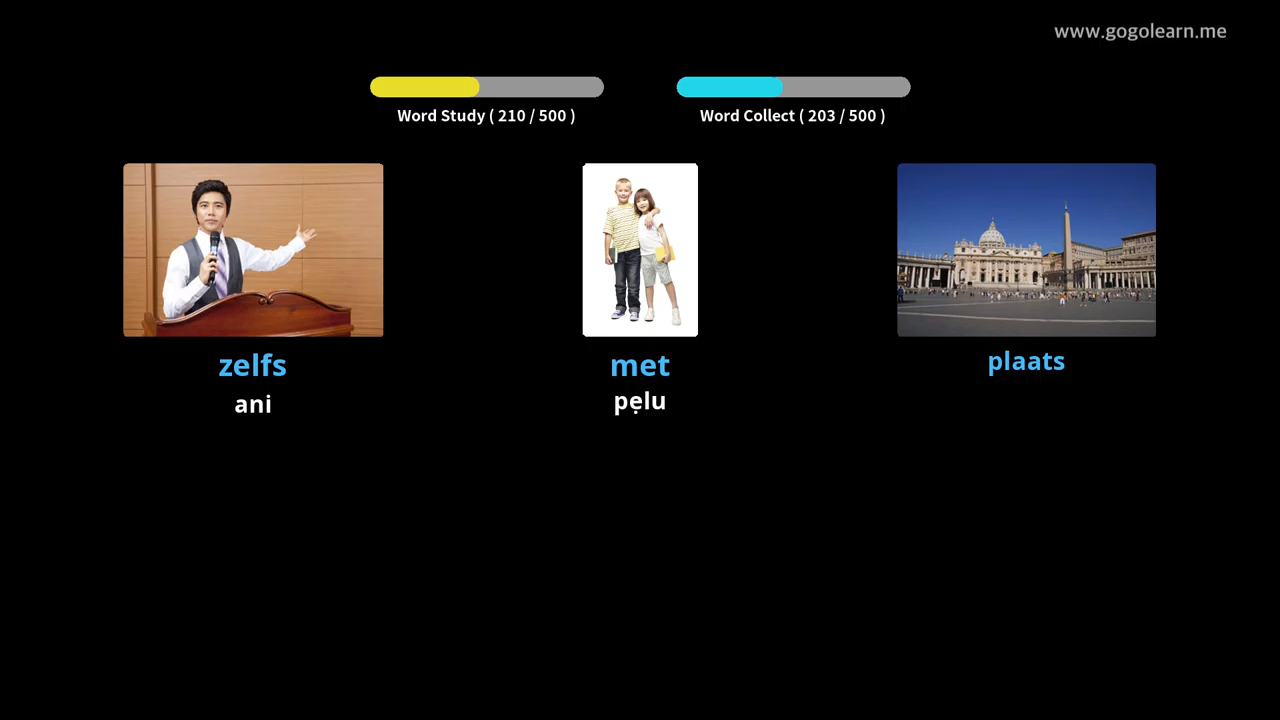 www.gogolearn.me
Word Study ( 210 / 500 )
Word Collect ( 203 / 500 )
zelfs
ani
met
pẹlu
plaats